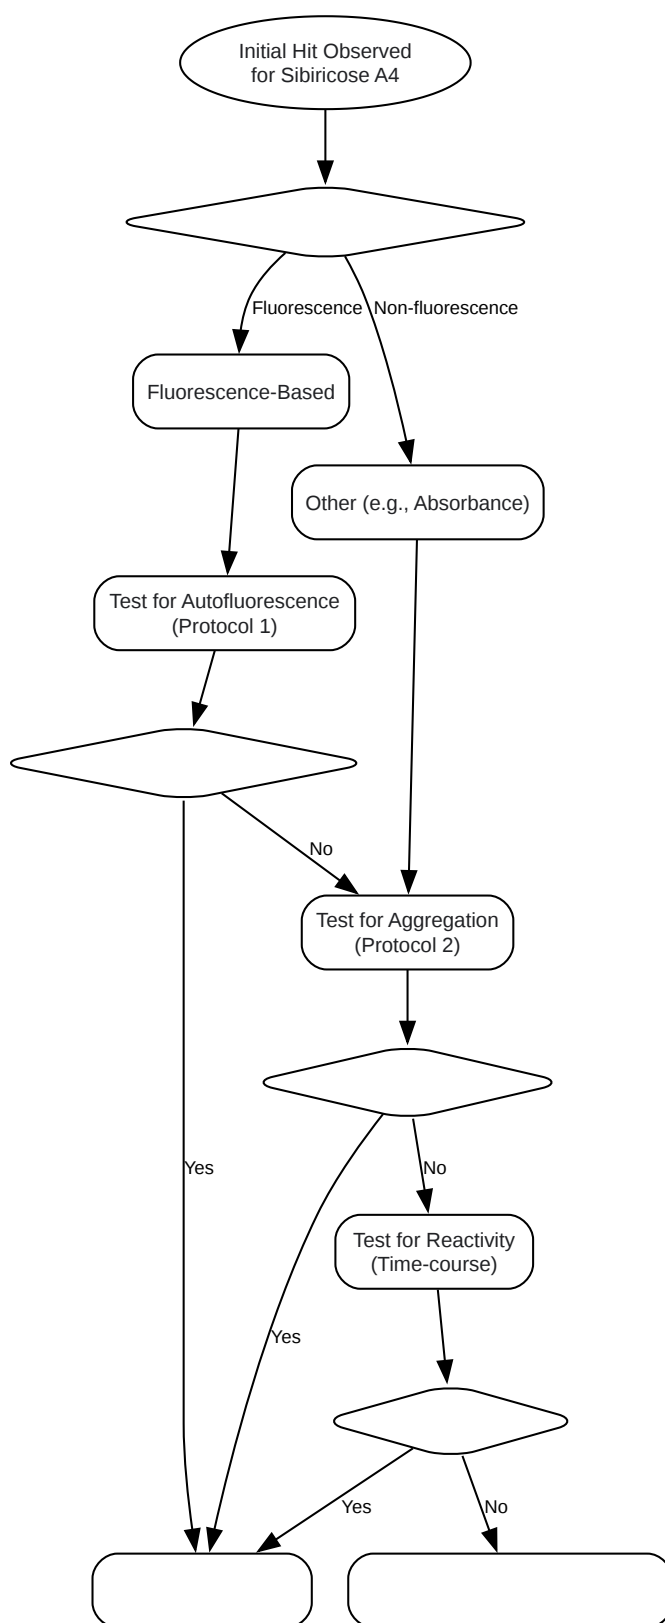 Initial Hit Observed
for Sibiricose A4
Fluorescence
Non-fluorescence
Fluorescence-Based
Other (e.g., Absorbance)
Test for Autofluorescence
(Protocol 1)
No
Test for Aggregation
(Protocol 2)
Yes
No
Test for Reactivity
(Time-course)
Yes
Yes
No